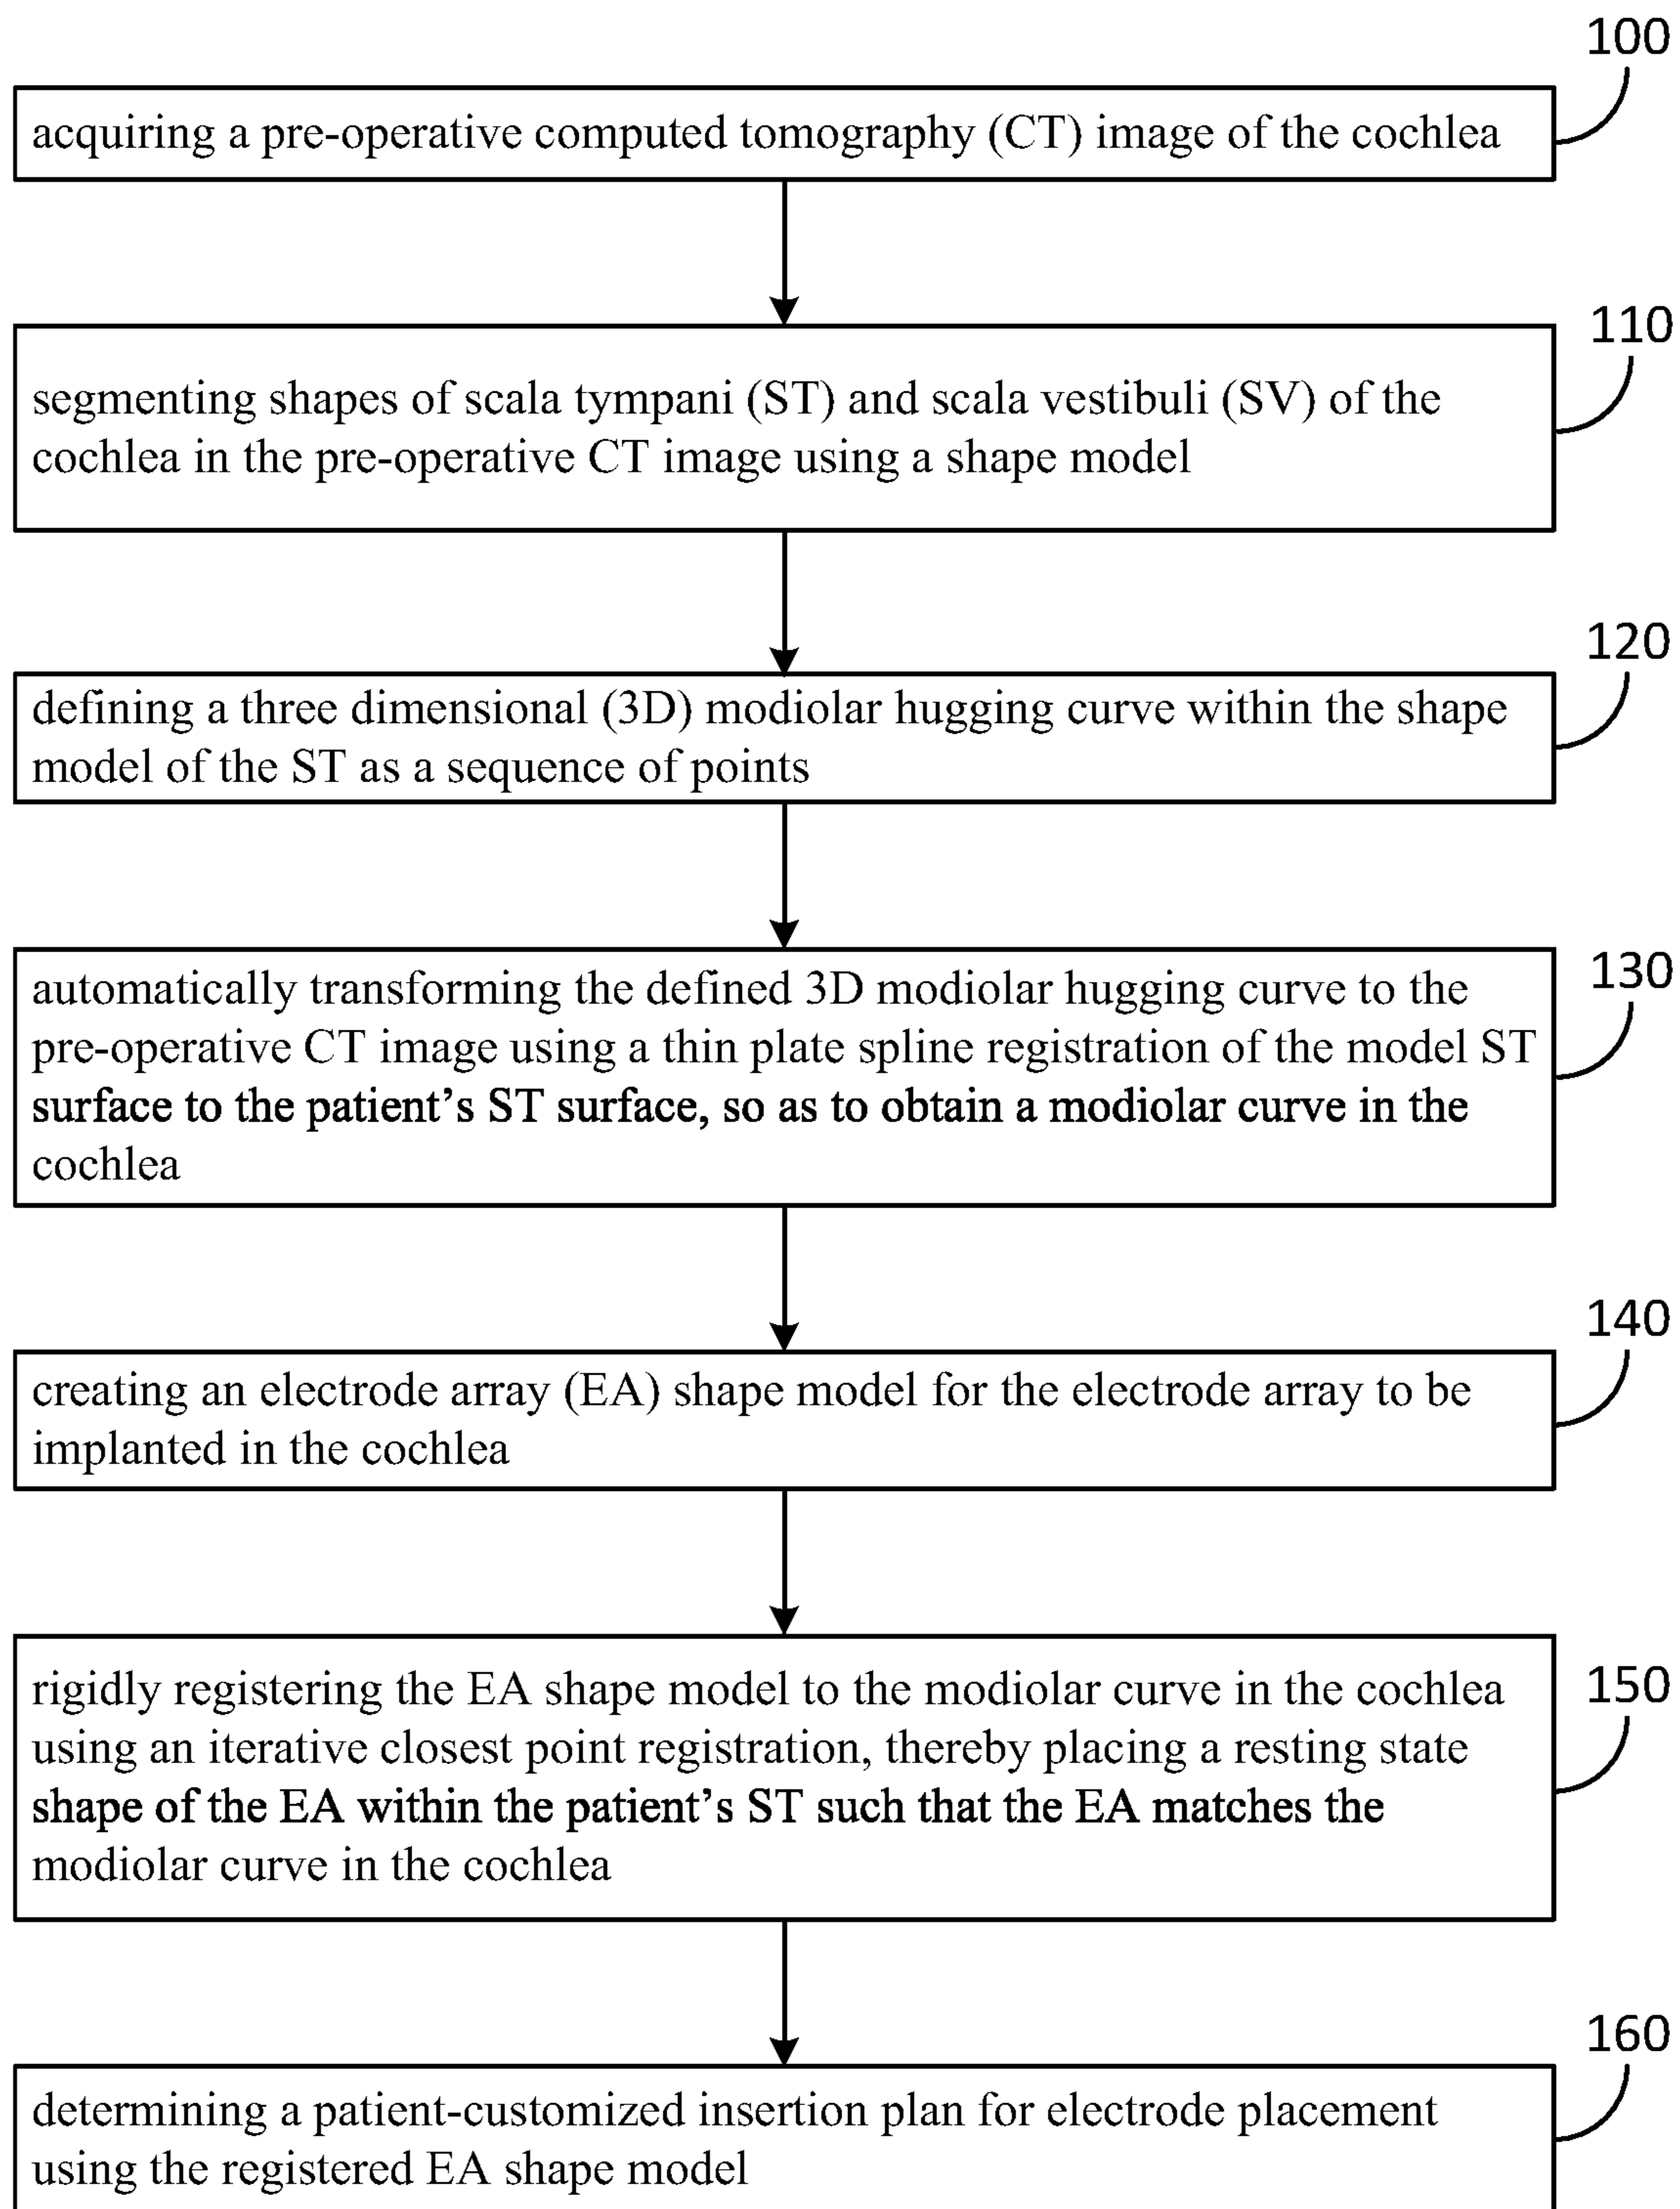 100
acquiring a pre-operative computed tomography (CT) image of the cochlea
110
segmenting shapes of scala tympani (ST) and scala vestibuli (SV) of the
cochlea in the pre-operative CT image using a shape model
120
defining a three dimensional (3D) modiolar hugging curve within the shape
model of the ST as a sequence of points
130
automatically transforming the defined 3D modiolar hugging curve to the
pre-operative CT image using a thin plate spline registration of the model ST
surface to the patient’s ST surface, so as to obtain a modiolar curve in the
cochlea
140
creating an electrode array (EA) shape model for the electrode array to be
implanted in the cochlea
150
rigidly registering the EA shape model to the modiolar curve in the cochlea
using an iterative closest point registration, thereby placing a resting state
shape of the EA within the patient’s ST such that the EA matches the
modiolar curve in the cochlea
160
determining a patient-customized insertion plan for electrode placement
using the registered EA shape model